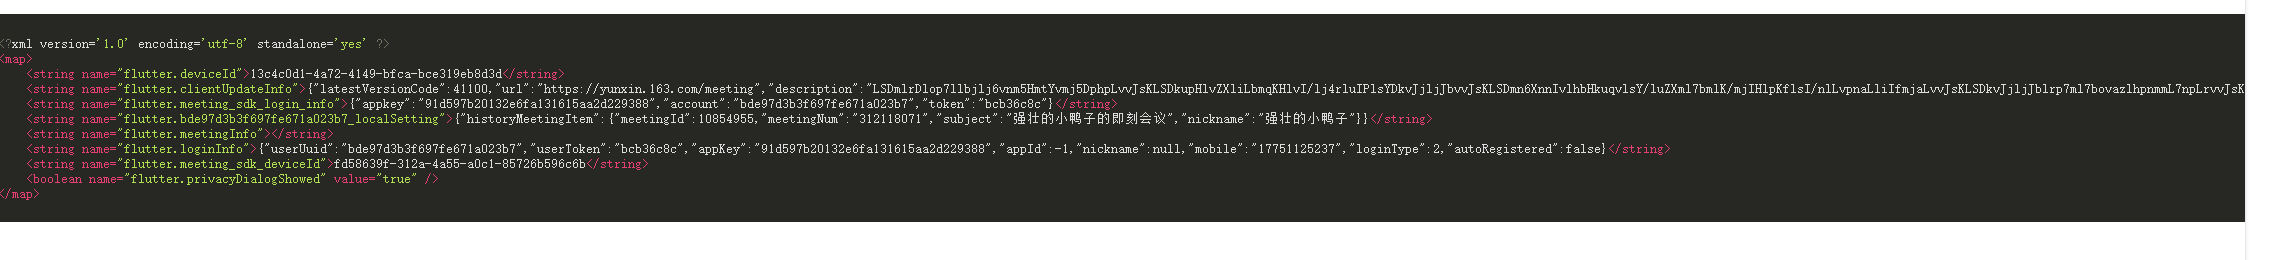 <?xml version='1.0' encoding='utf-8' standalone='yes' ?>
<map>
<string name="flutter.deviceId">13c4c0d1-4a72-4149-bfca-bce319eb8d3d</string>
<string name="flutter.clientUpdateInfo">{"latestVersionCode":41100,"url":"https://yunxin.163.com/meeting","description":
<string name="flutter.meeting_sdk_login_info">{"appkey":"91d597b20132e6fa131615aa2d229388","account":"bde97d3b3f697fe671a023b7","token":"bcb36c8c"}</string>
<string name="flutter.bde97d3b3f697fe671a023b7_localSetting">{"historyMeetingItem":{"meetingId":10854955,"meetingNum":"312118071","subject":"强壮的小鸭子的即刻会议","nickname":"强壮的小鸭子"}}</string>
<string name="flutter.meetingInfo"></string>
<string name="flutter.loginInfo">{"userUuid":"bde97d3b3f697fe671a023b7","userToken":"bcb36c8c","appKey":"91d597b20132e6fa131615aa2d229388","appId":-1,"nickname":null,"mobile":"17751125237","loginType":2,"autoRegistered":false}</string>
<string name="flutter.meeting_sdk_deviceId">fd58639f-312a-4a55-a0c1-85726b596c6b</string>
<boolean name="flutter.privacyDialogShowed" value="true" />
</map>